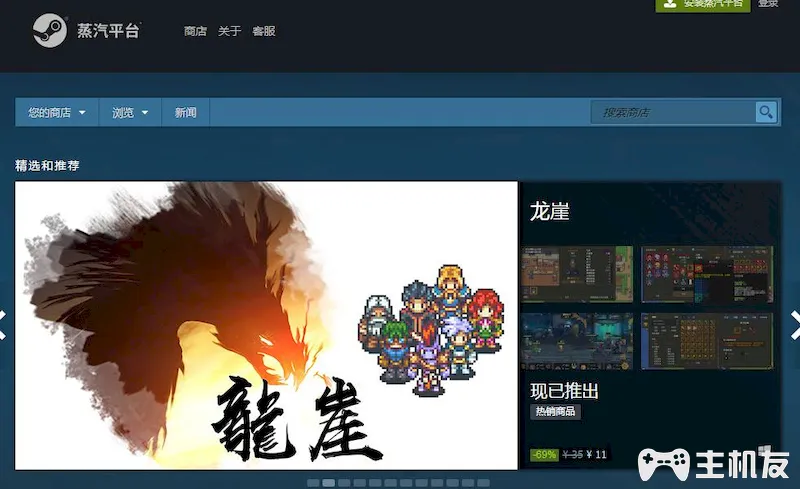 安装蒸汽平台
登录
蒸汽平台
商店 关于 客服
您的商店 浏览 新闻
搜索商店
精选和推荐
龙崖
龍崖
现已推出
热销商品
-69% ¥ 35 ¥ 11
主机友